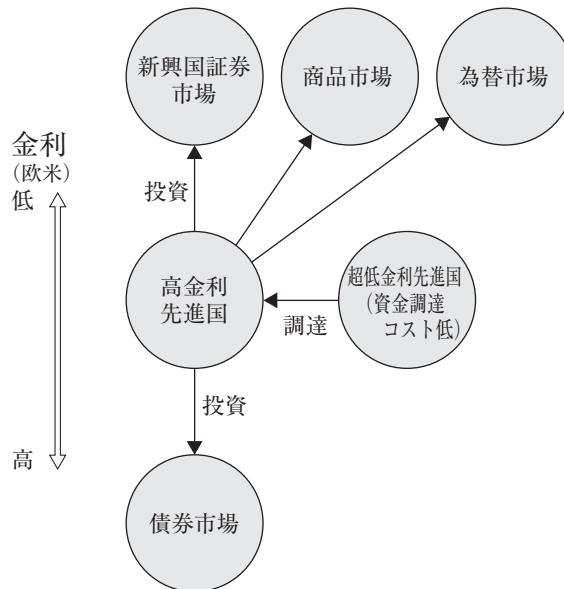 新興国証券
市場
商品市場
為替市場
金利
(欧米)
低
投資
高金利
先進国
超低金利先進国
(資金調達
コスト低)
調達
投資
高
債券市場